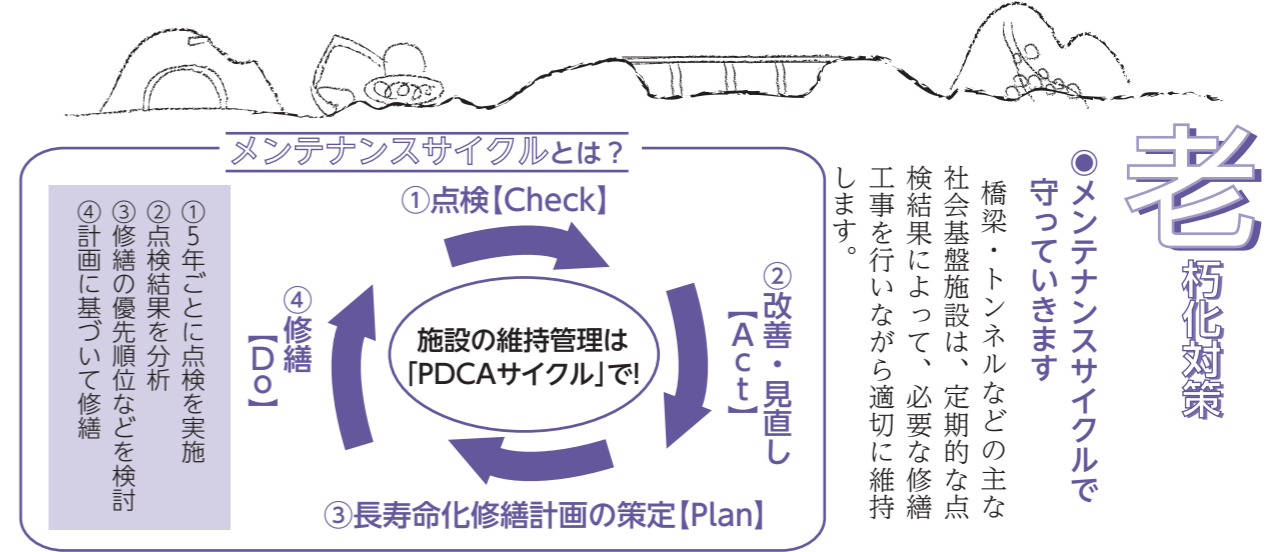 老朽化対策
◉メンテナンスサイクルで
守っていきます
橋梁・トンネルなどの主な
社会基盤施設は、定期的な点
検結果によって、必要な修繕
工事を行いながら適切に維持
します。
メンテナンスサイクルとは？
①点検【Check】
②改善・見直し
【Act】
③長寿命化修繕計画の策定【Plan】
④修繕
【Do】
施設の維持管理は
「PDCAサイクル」で!
①5年ごとに点検を実施
②点検結果を分析
③修繕の優先順位などを検討
④計画に基づいて修繕